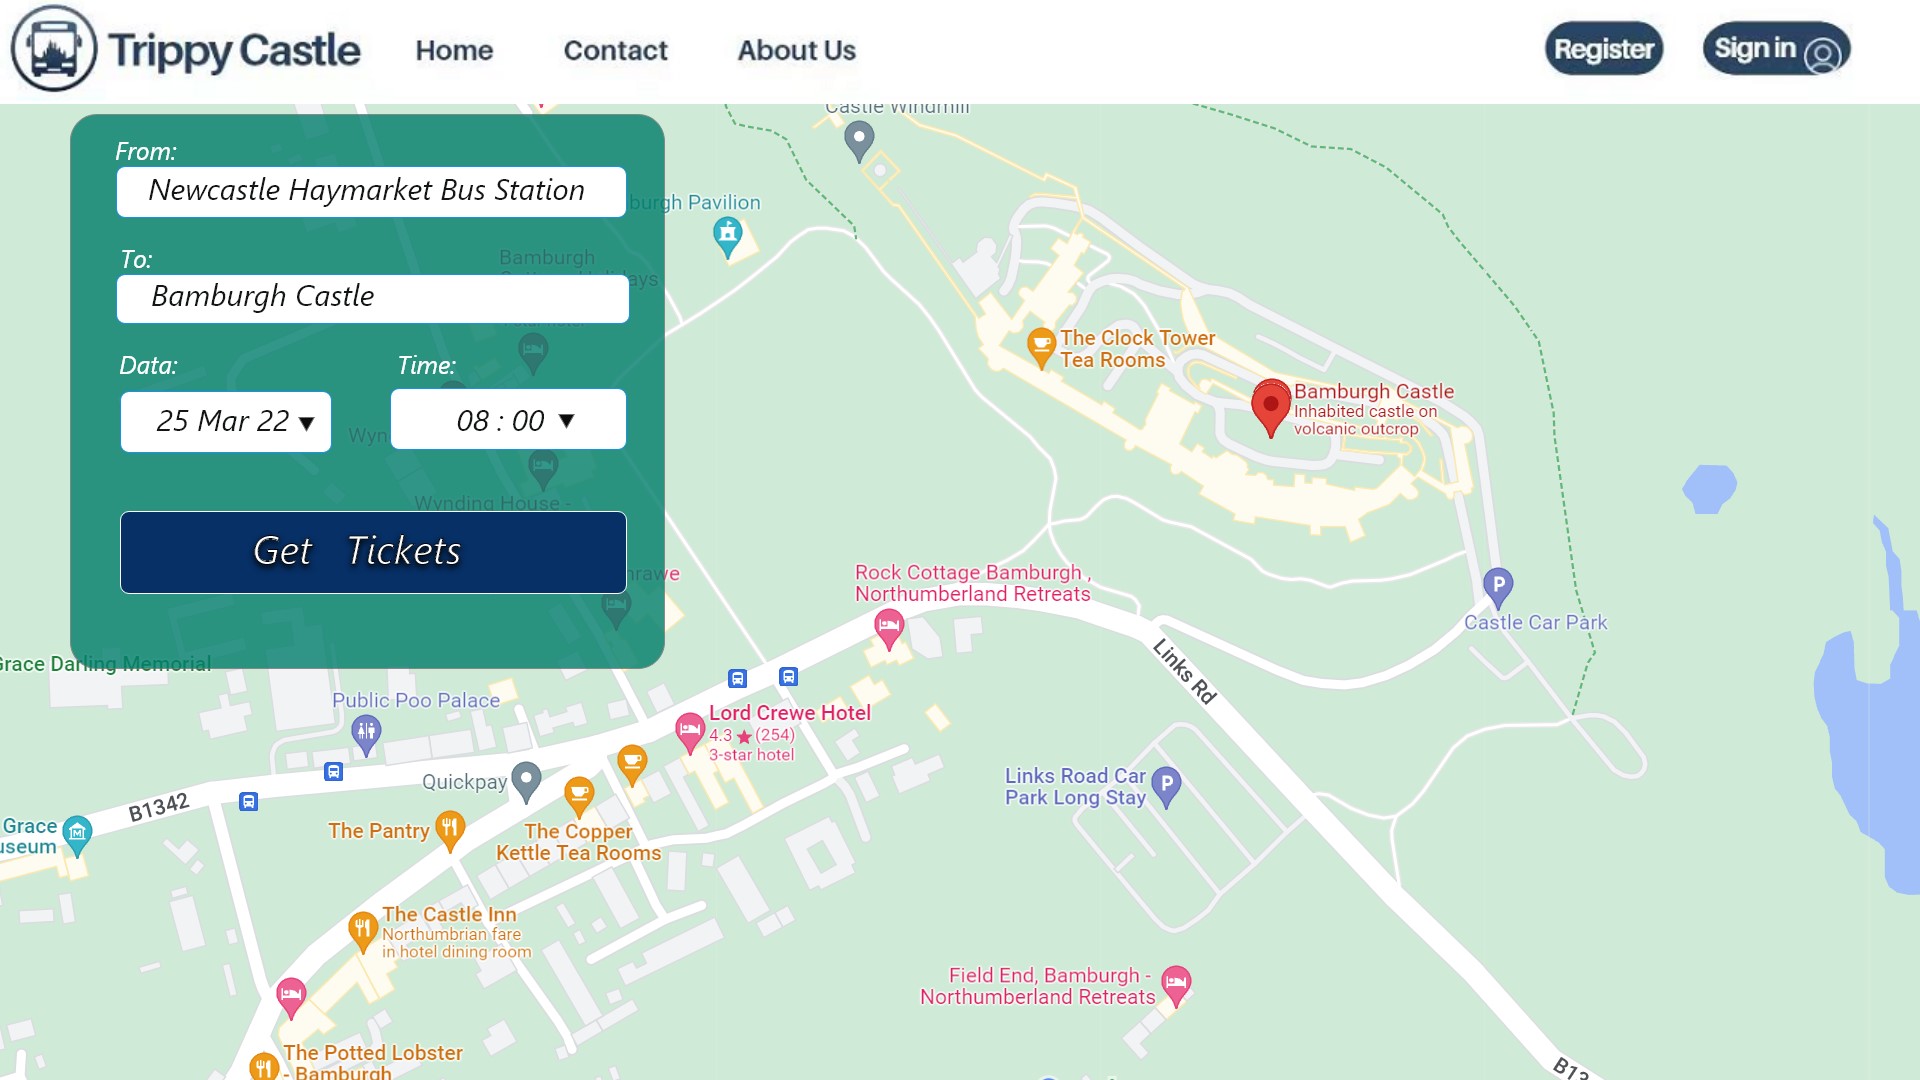 Trippy Castle
Home
Contact
About Us
Register
Sign in
From:
Newcastle Haymarket Bus Station
To:
Bamburgh Castle
Data:
Time:
25 Mar 22
08 : 00
Get Tickets
Castle Windmill
burgh Pavilion
Bamburgh
The Clock Tower
Tea Rooms
Bamburgh Castle
Inhabited castle on
volcanic outcrop
Wyn
Wynding House -
Rock Cottage Bamburgh ,
Northumberland Retreats
Castle Car Park
Links Rd
Grace Darling Memorial
Public Poo Palace
Lord Crewe Hotel
4.3 ★ (254)
3-star hotel
Quickpay
B1342
Links Road Car
Park Long Stay
Grace
useum
The Pantry
The Copper
Kettle Tea Rooms
The Castle Inn
Northumbrian fare
in hotel dining room
Field End, Bamburgh -
Northumberland Retreats
The Potted Lobster
- Bamburgh
B13